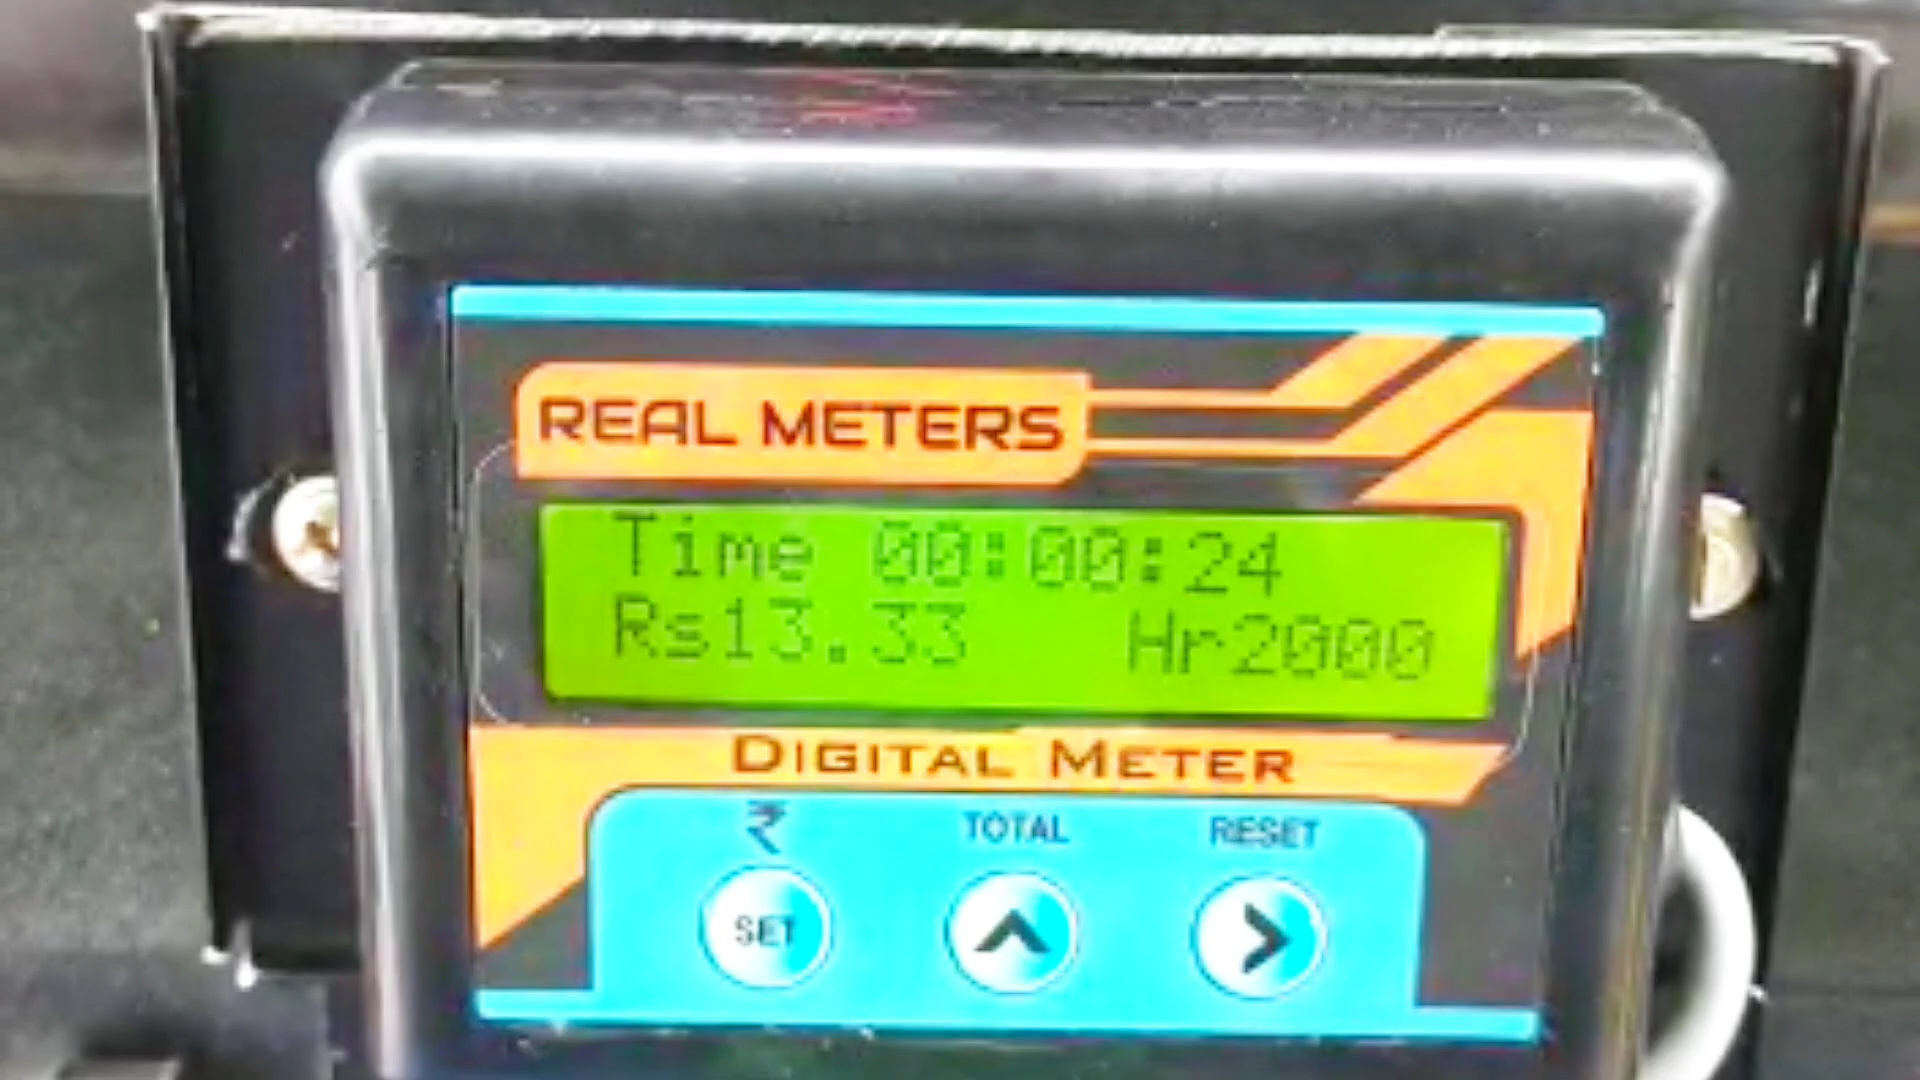 REAL METERS
Time 00:00:24
Rs13.33 Hr2000
DIGITAL METER
₹ TOTAL RESET
SET